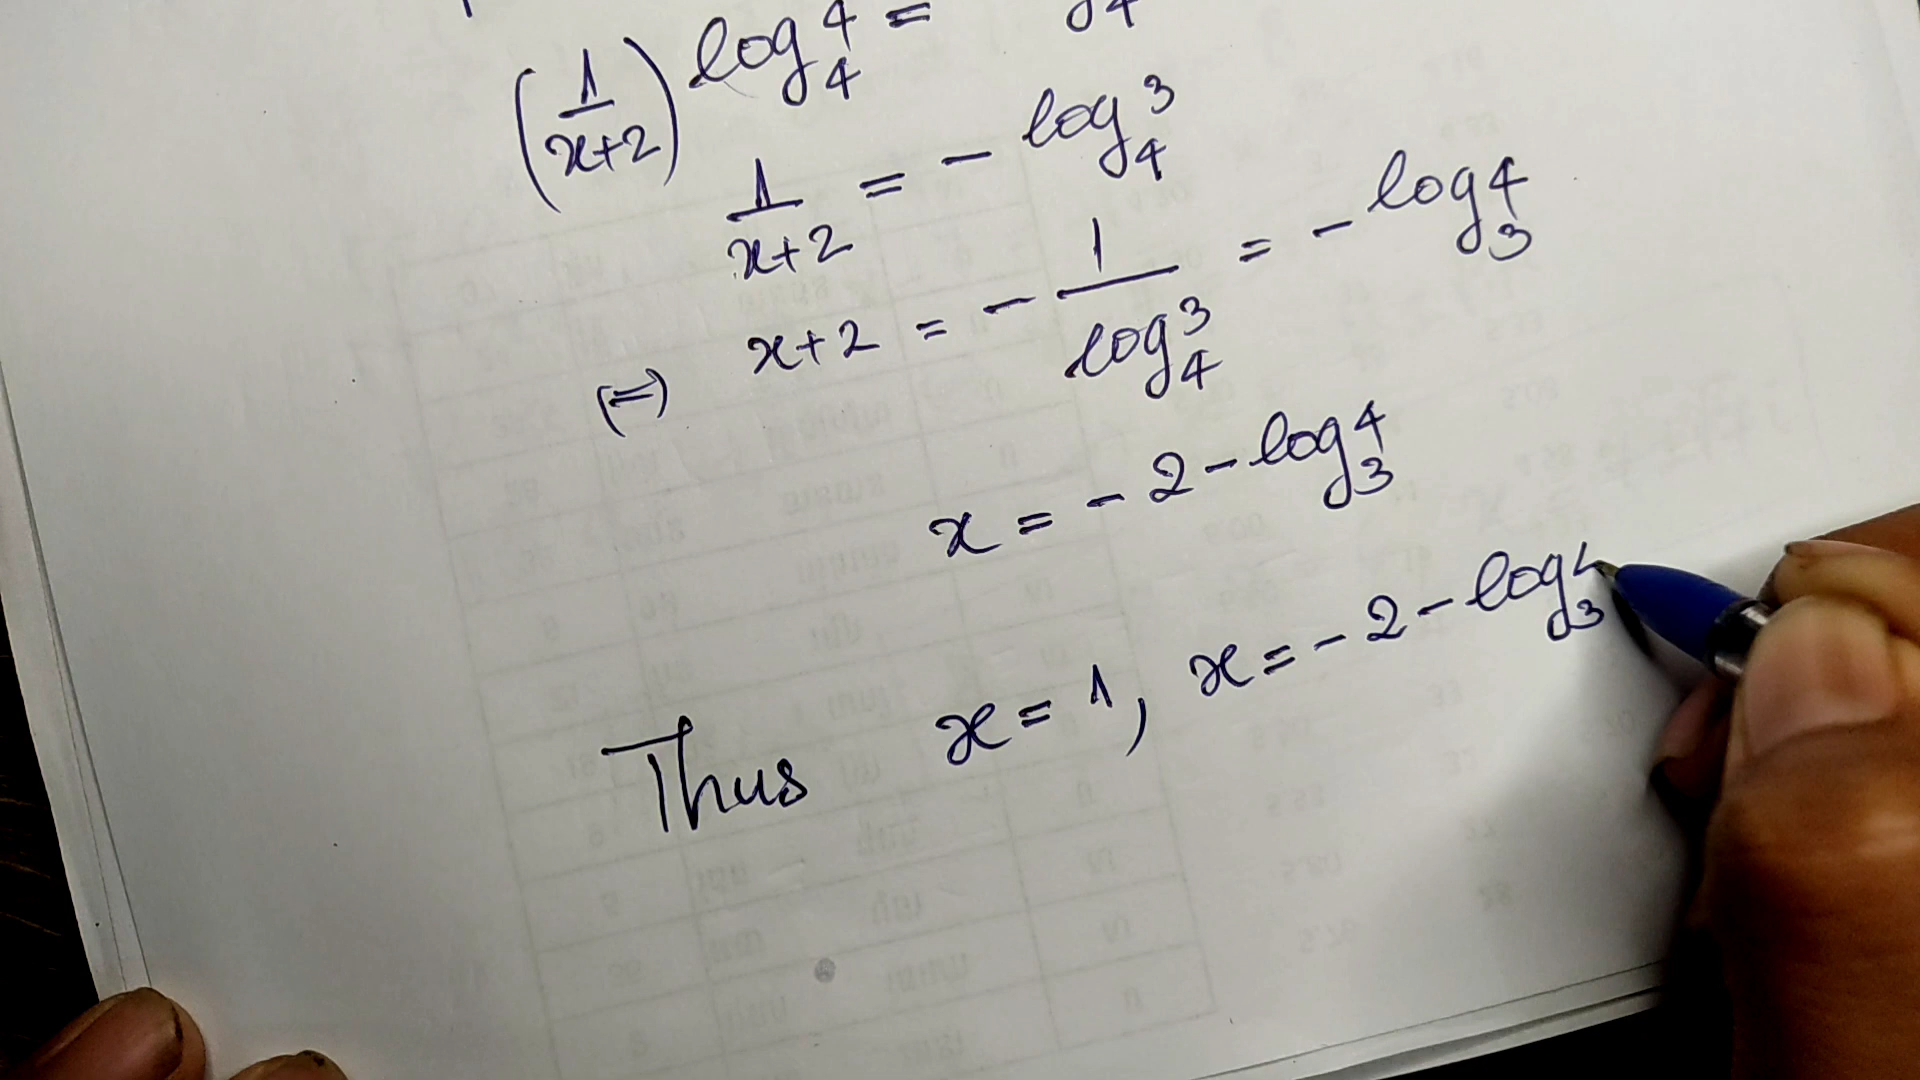 (1/(x+2)) log₄4 =
1/(x+2) = - log₄3
(=) x+2 = - 1/log₄3 = - log₃4
x = - 2 - log₃4
Thus x = 1, x = - 2 - log₃4